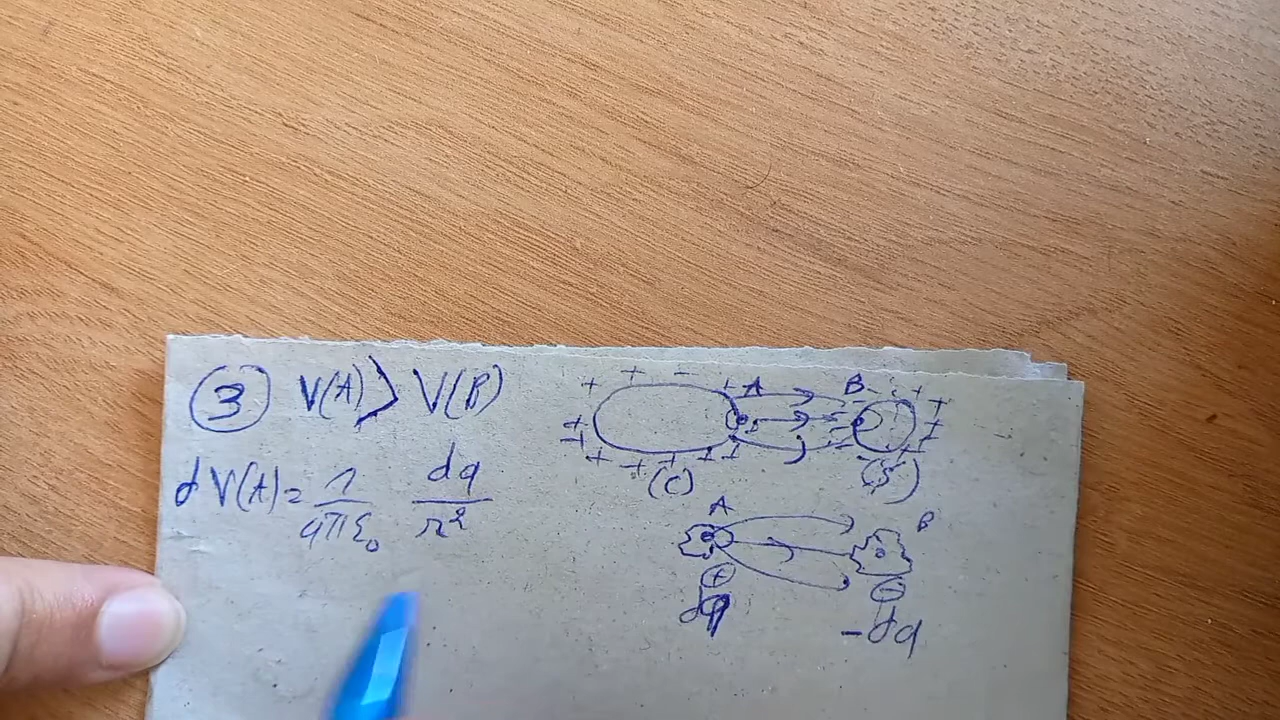 ③ V(A) > V(B)
dV(A) = 1/4πε₀ dq/r²
+ + - + A B - + +
+ + + + + + (C) (S)
A B
⊕ ⊖
dq -dq